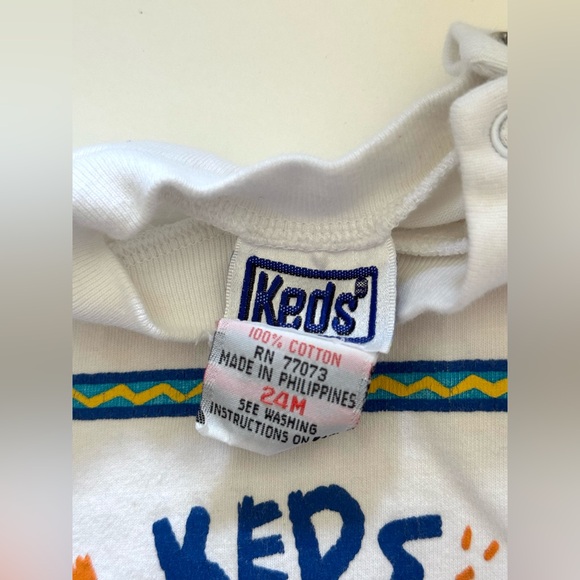 Keds
100% COTTON
RN 77073
MADE IN PHILIPPINES
24M
SEE WASHING
INSTRUCTIONS ON
KEDS